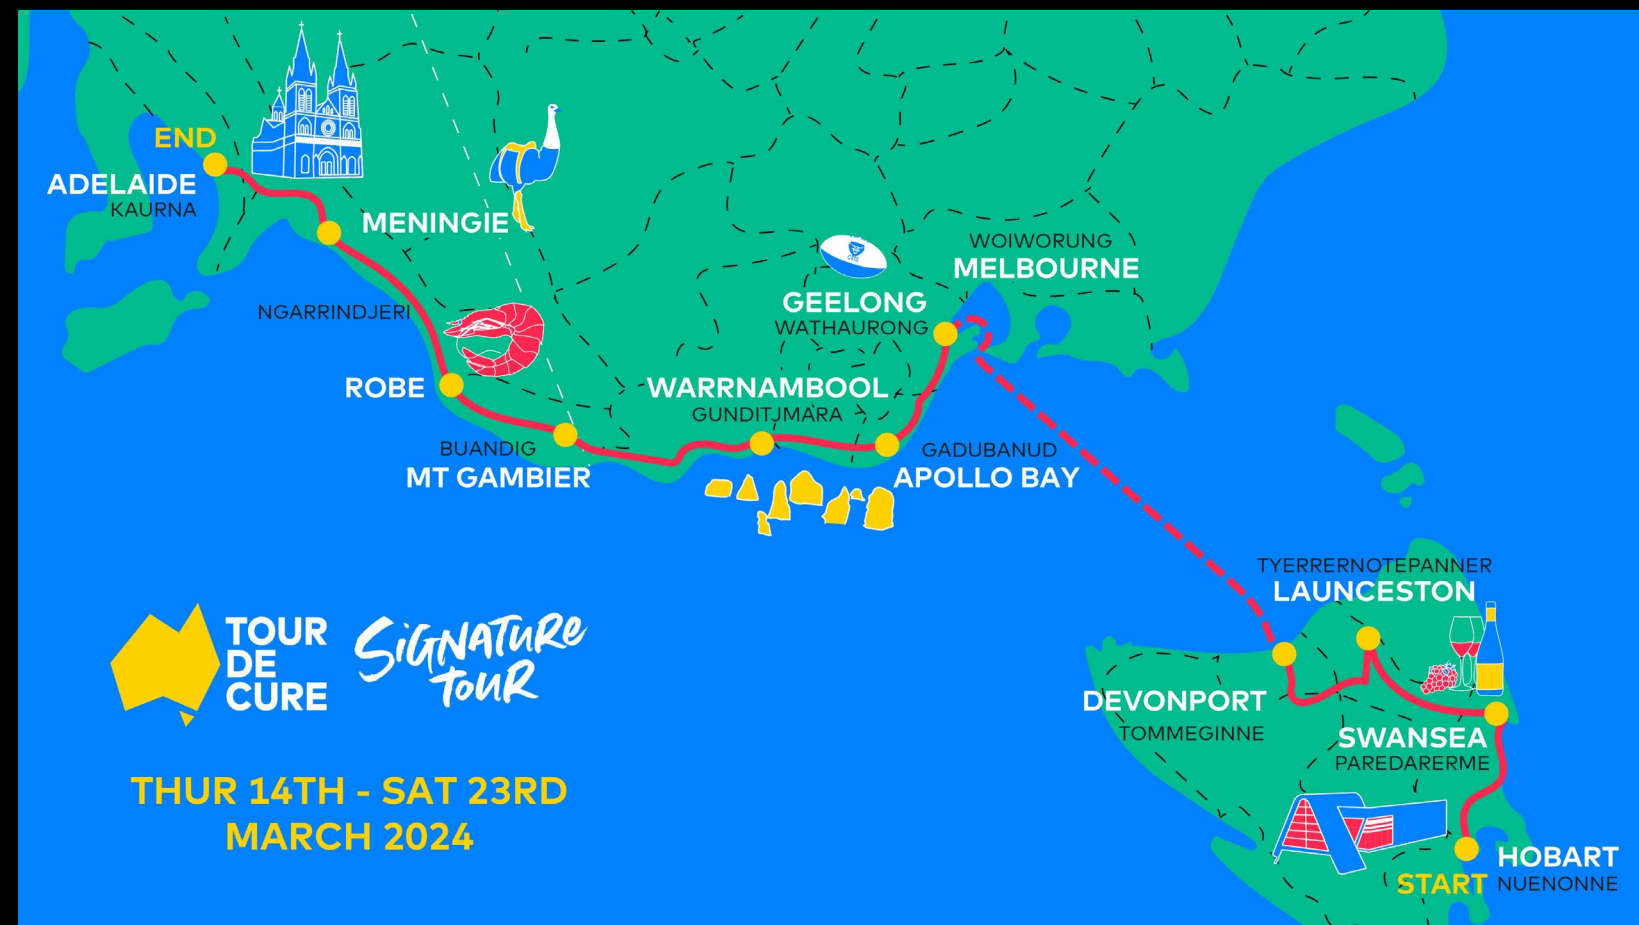 END
ADELAIDE
KAURNA
MENINGIE
WOIWORUNG
MELBOURNE
GEELONG
WATHAURONG
NGARRINDJERI
ROBE
WARRNAMBOOL
GUNDITJMARA
BUANDIG
MT GAMBIER
GADUBANUD
APOLLO BAY
TYERRERNOTEPANNER
LAUNCESTON
TOUR
DE
CURE
SiGNATURe
TOUR
DEVONPORT
TOMMEGINNE
SWANSEA
PAREDARERME
THUR 14TH - SAT 23RD
MARCH 2024
HOBART
START
NUENONNE